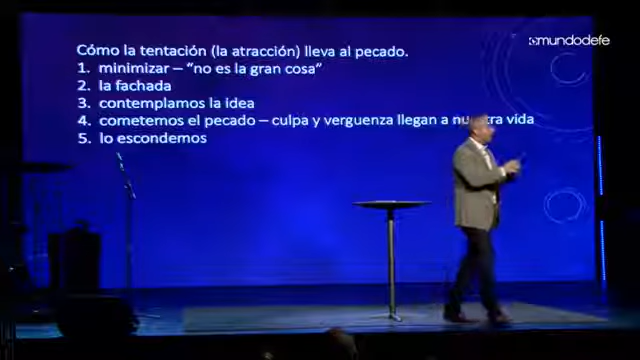 mundodefe
Cómo la tentación (la atracción) lleva al pecado.
1. minimizar – "no es la gran cosa"
2. la fachada
3. contemplamos la idea
4. cometemos el pecado – culpa y verguenza llegan a vida
5. lo escondemos